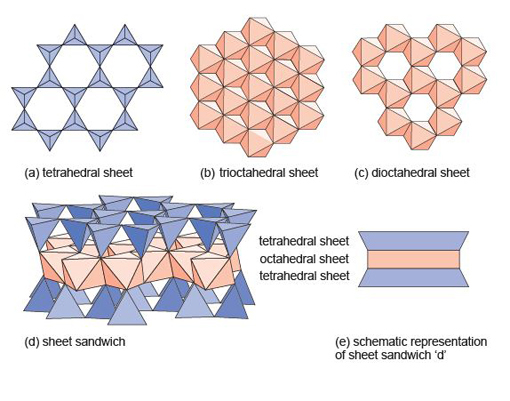 (a) tetrahedral sheet
(b) trioctahedral sheet
(c) dioctahedral sheet
tetrahedral sheet
octahedral sheet
tetrahedral sheet
(d) sheet sandwich
(e) schematic representation
of sheet sandwich ‘d’